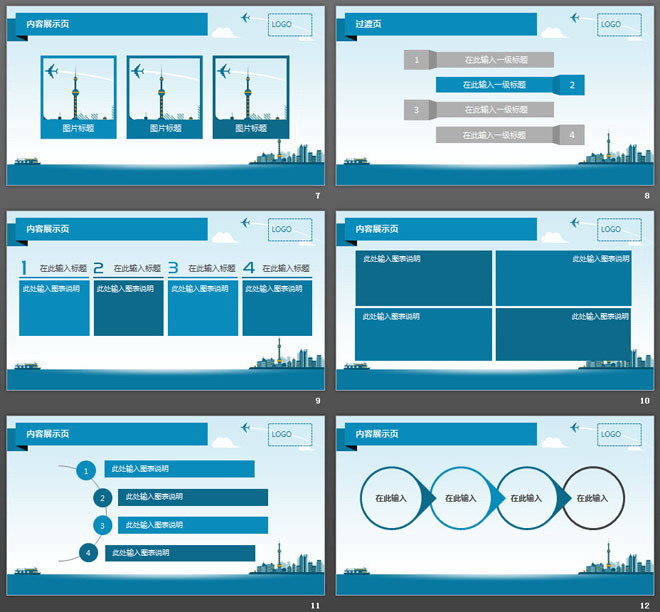 内容展示页
LOGO
图片标题
图片标题
图片标题
7
过渡页
LOGO
1
在此输入一级标题
在此输入一级标题
2
3
在此输入一级标题
在此输入一级标题
4
8
内容展示页
LOGO
1 在此输入标题
2 在此输入标题
3 在此输入标题
4 在此输入标题
此处输入图表说明
此处输入图表说明
此处输入图表说明
此处输入图表说明
9
内容展示页
LOGO
此处输入图表说明
此处输入图表说明
此处输入图表说明
此处输入图表说明
10
内容展示页
LOGO
1
此处输入图表说明
2
此处输入图表说明
3
此处输入图表说明
4
此处输入图表说明
11
内容展示页
LOGO
在此输入
在此输入
在此输入
在此输入
12